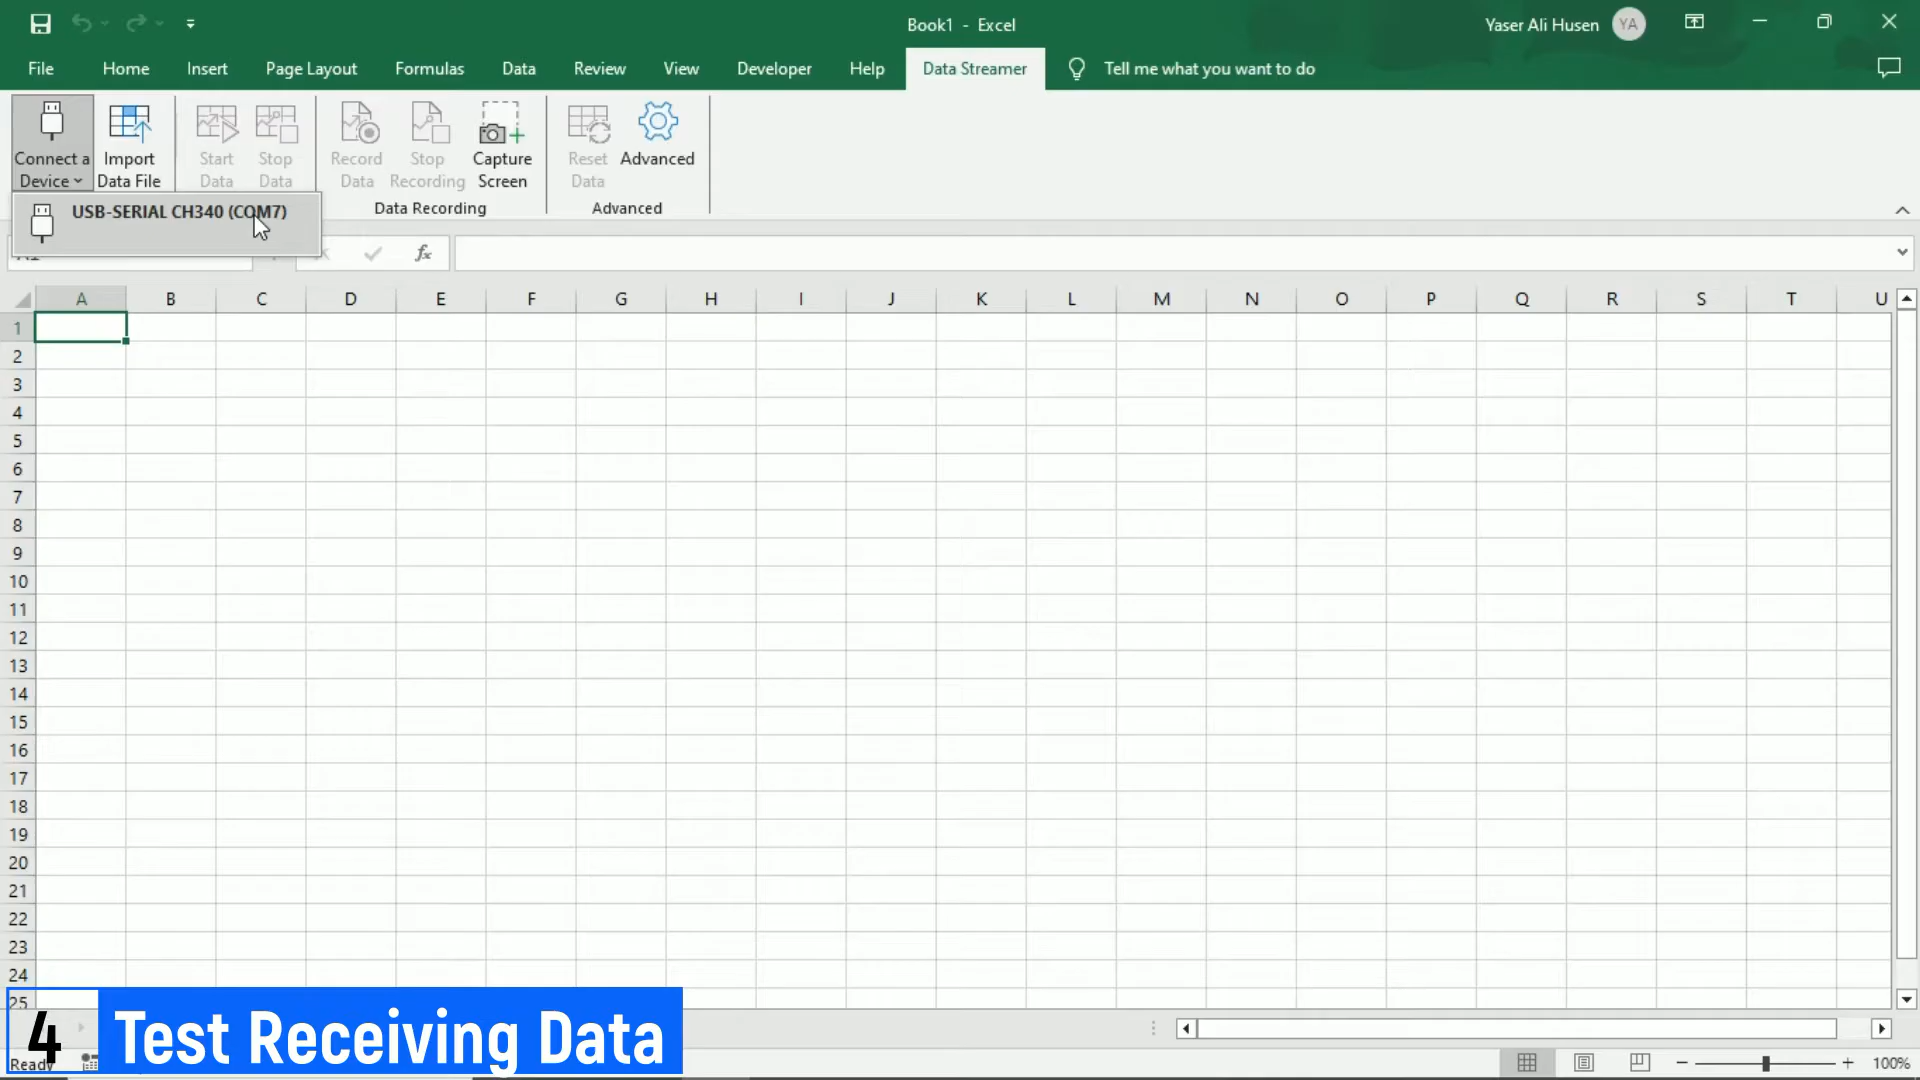 Book1 - Excel
Yaser Ali Husen
YA
File
Home
Insert
Page Layout
Formulas
Data
Review
View
Developer
Help
Data Streamer
Tell me what you want to do
Connect a
Device
Import
Data File
Start
Data
Stop
Data
Record
Data
Stop
Recording
Capture
Screen
Data Recording
Reset
Data
Advanced
Advanced
USB-SERIAL CH340 (COM7)
fx
A B C D E F G H I J K L M N O P Q R S T U
1
2
3
4
5
6
7
8
9
10
11
12
13
14
15
16
17
18
19
20
21
22
23
24
25
4
Test Receiving Data
Ready
100%